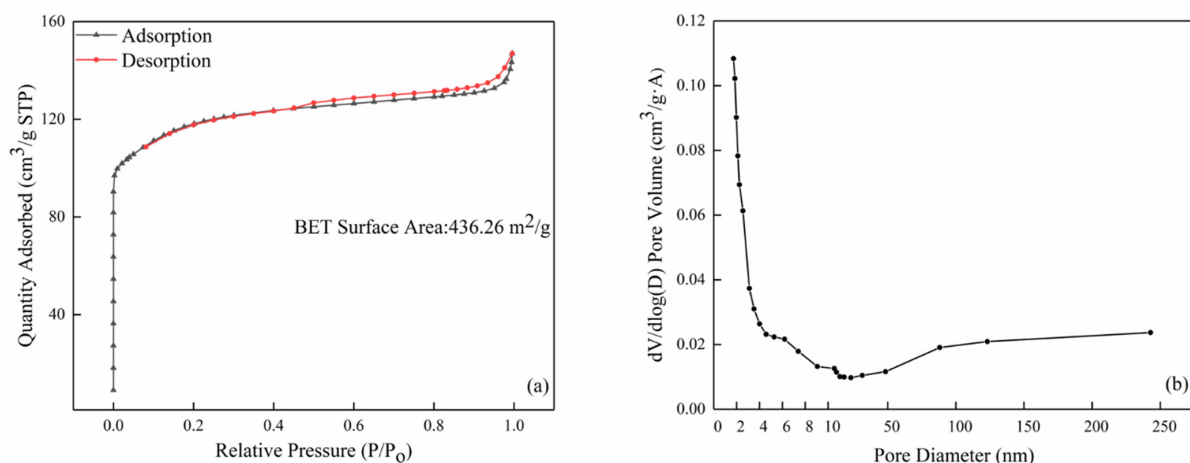 Adsorption
Desorption
BET Surface Area:436.26 m²/g
(a)
Quantity Adsorbed (cm³/g STP)
160
120
80
40
0.0 0.2 0.4 0.6 0.8 1.0
Relative Pressure (P/P₀)
dV/dlog(D) Pore Volume (cm³/g·A)
0.12
0.10
0.08
0.06
0.04
0.02
0.00
(b)
0 2 4 6 8 10 50 100 150 200 250
Pore Diameter (nm)